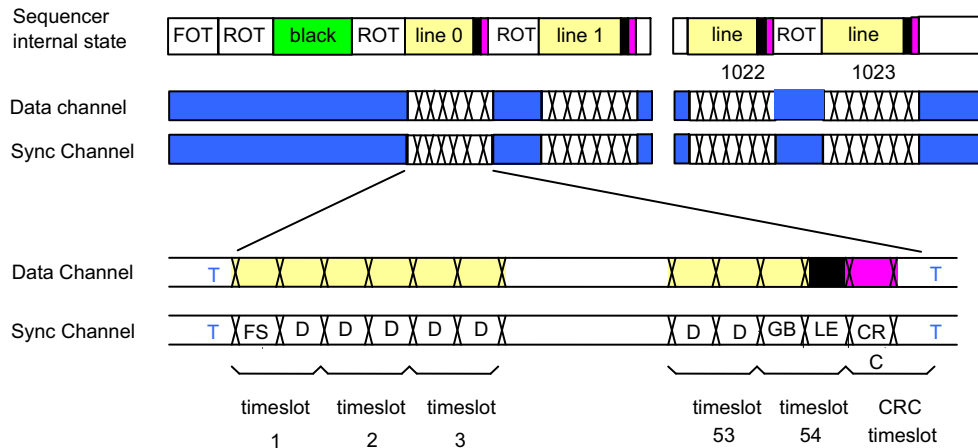 Sequencer
internal state
FOT ROT black ROT line 0 ROT line 1 line ROT line
1022 1023
Data channel
Sync Channel
Data Channel T T
Sync Channel T FS D D D D D D D GB LE CR T
C
timeslot timeslot timeslot timeslot timeslot CRC
1 2 3 53 54 timeslot